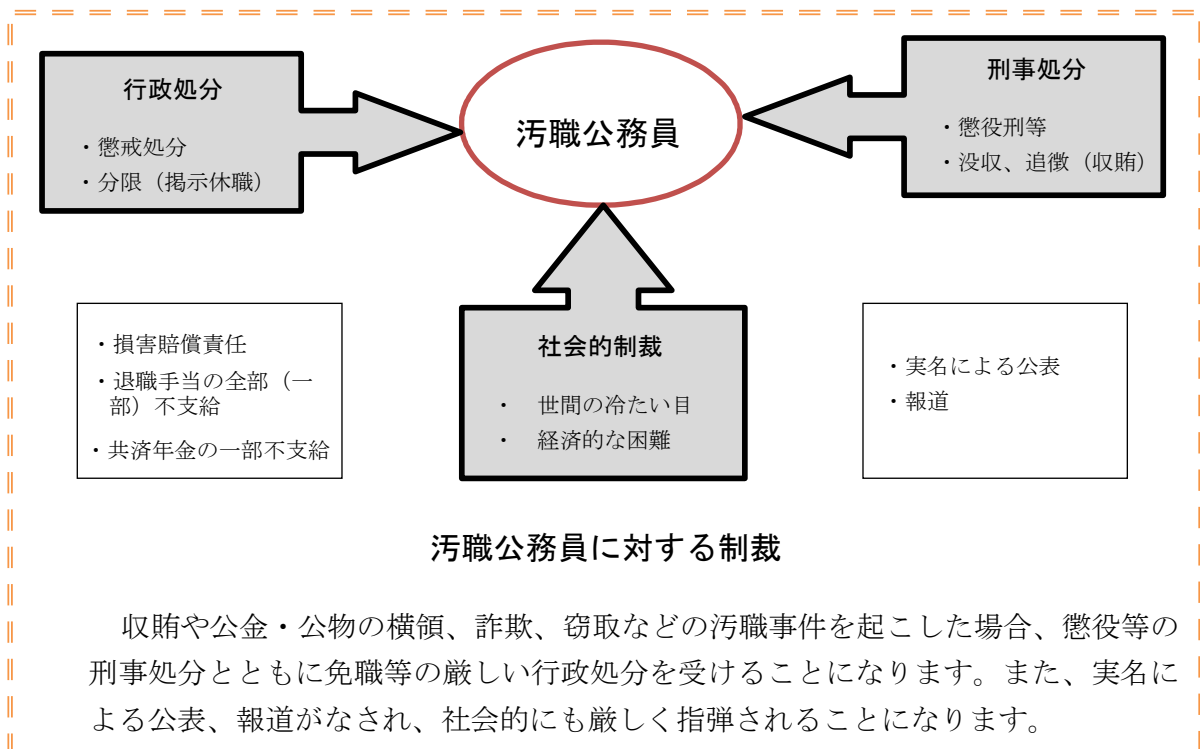 行政処分
・懲戒処分
・分限（掲示休職）
汚職公務員
刑事処分
・懲役刑等
・没収、追徴（収賄）
・損害賠償責任
・退職手当の全部（一
部）不支給
・共済年金の一部不支給
社会的制裁
・ 世間の冷たい目
・ 経済的な困難
・実名による公表
・報道
汚職公務員に対する制裁
収賄や公金・公物の横領、詐欺、窃取などの汚職事件を起こした場合、懲役等の
刑事処分とともに免職等の厳しい行政処分を受けることになります。また、実名に
よる公表、報道がなされ、社会的にも厳しく指弾されることになります。